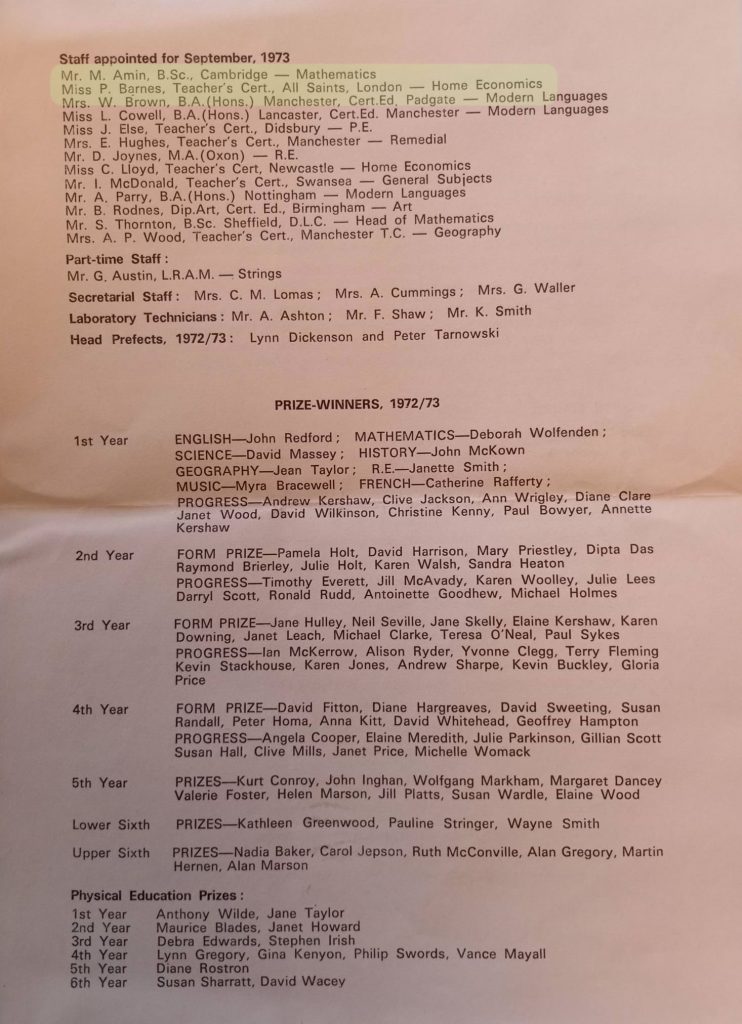 Staff appointed for September, 1973
Mr. M. Amin, B.Sc., Cambridge — Mathematics
Miss P. Barnes, Teacher's Cert., All Saints, London — Home Economics
Mrs. W. Brown, B.A.(Hons.) Manchester, Cert.Ed. Padgate — Modern Languages
Miss L. Cowell, B.A.(Hons.) Lancaster, Cert.Ed. Manchester — Modern Languages
Miss J. Else, Teacher's Cert., Didsbury — P.E.
Mrs. E. Hughes, Teacher's Cert., Manchester — Remedial
Mr. D. Joynes, M.A.(Oxon) — R.E.
Miss C. Lloyd, Teacher's Cert, Newcastle — Home Economics
Mr. I. McDonald, Teacher's Cert., Swansea — General Subjects
Mr. A. Parry, B.A.(Hons.) Nottingham — Modern Languages
Mr. B. Rodnes, Dip.Art, Cert. Ed., Birmingham — Art
Mr. S. Thornton, B.Sc. Sheffield, D.L.C. — Head of Mathematics
Mrs. A. P. Wood, Teacher's Cert., Manchester T.C. — Geography
Part-time Staff :
Mr. G. Austin, L.R.A.M. — Strings
Secretarial Staff : Mrs. C. M. Lomas ; Mrs. A. Cummings ; Mrs. G. Waller
Laboratory Technicians : Mr. A. Ashton ; Mr. F. Shaw ; Mr. K. Smith
Head Prefects, 1972/73 : Lynn Dickenson and Peter Tarnowski
PRIZE-WINNERS, 1972/73
1st Year ENGLISH—John Redford ; MATHEMATICS—Deborah Wolfenden ;
SCIENCE—David Massey ; HISTORY—John McKown
GEOGRAPHY—Jean Taylor ; R.E.—Janette Smith ;
MUSIC—Myra Bracewell ; FRENCH—Catherine Rafferty ;
PROGRESS—Andrew Kershaw, Clive Jackson, Ann Wrigley, Diane Clare
Janet Wood, David Wilkinson, Christine Kenny, Paul Bowyer, Annette
Kershaw
2nd Year FORM PRIZE—Pamela Holt, David Harrison, Mary Priestley, Dipta Das
Raymond Brierley, Julie Holt, Karen Walsh, Sandra Heaton
PROGRESS—Timothy Everett, Jill McAvady, Karen Woolley, Julie Lees
Darryl Scott, Ronald Rudd, Antoinette Goodhew, Michael Holmes
3rd Year FORM PRIZE—Jane Hulley, Neil Seville, Jane Skelly, Elaine Kershaw, Karen
Downing, Janet Leach, Michael Clarke, Teresa O'Neal, Paul Sykes
PROGRESS—Ian McKerrow, Alison Ryder, Yvonne Clegg, Terry Fleming
Kevin Stackhouse, Karen Jones, Andrew Sharpe, Kevin Buckley, Gloria
Price
4th Year FORM PRIZE—David Fitton, Diane Hargreaves, David Sweeting, Susan
Randall, Peter Homa, Anna Kitt, David Whitehead, Geoffrey Hampton
PROGRESS—Angela Cooper, Elaine Meredith, Julie Parkinson, Gillian Scott
Susan Hall, Clive Mills, Janet Price, Michelle Womack
5th Year PRIZES—Kurt Conroy, John Inghan, Wolfgang Markham, Margaret Dancey
Valerie Foster, Helen Marson, Jill Platts, Susan Wardle, Elaine Wood
Lower Sixth PRIZES—Kathleen Greenwood, Pauline Stringer, Wayne Smith
Upper Sixth PRIZES—Nadia Baker, Carol Jepson, Ruth McConville, Alan Gregory, Martin
Hernen, Alan Marson
Physical Education Prizes :
1st Year Anthony Wilde, Jane Taylor
2nd Year Maurice Blades, Janet Howard
3rd Year Debra Edwards, Stephen Irish
4th Year Lynn Gregory, Gina Kenyon, Philip Swords, Vance Mayall
5th Year Diane Rostron
6th Year Susan Sharratt, David Wacey